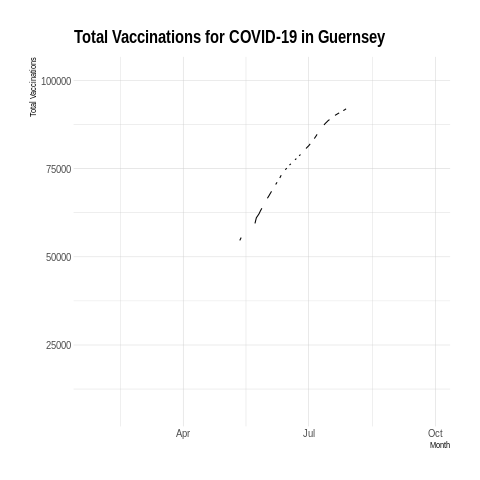 Total Vaccinations for COVID-19 in Guernsey
Total Vaccinations
100000
75000
50000
25000
Apr Jul Oct
Month